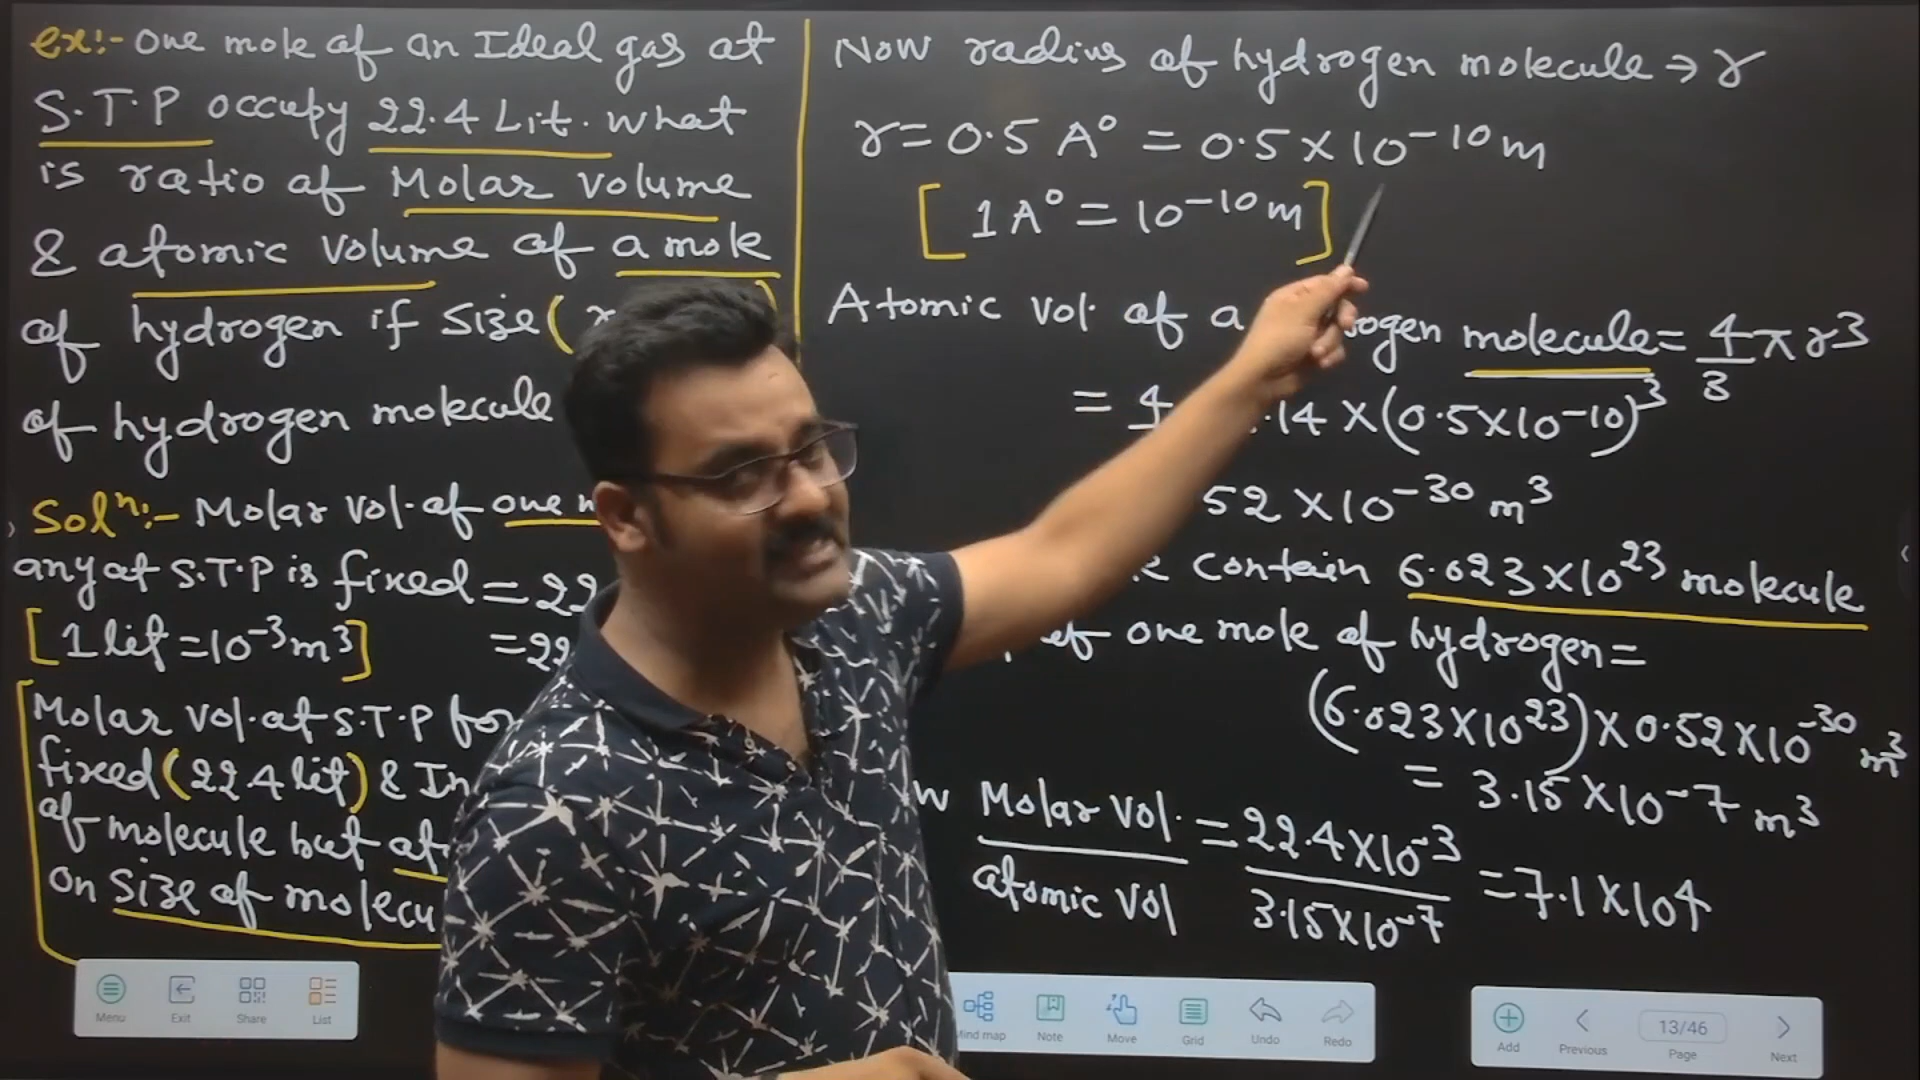 ex:- One mole of an Ideal gas at
S.T.P occupy 22.4 Lit. what
is ratio of Molar volume
& atomic volume of a mole
of hydrogen if size (
of hydrogen molecule
Solⁿ:- Molar vol. of one
any at S.T.P is fixed = 22
[1 lit = 10⁻³m³] = 22
Molar vol. at S.T.P for
fixed (22.4 lit) & In
of molecule but at
on size of molecu
Now radius of hydrogen molecule → r
r = 0.5 A° = 0.5 × 10⁻¹⁰ m
[1 A° = 10⁻¹⁰ m]
Atomic vol. of a ogen molecule = 4/3 π r³
= 4 .14 × (0.5×10⁻¹⁰)³
52 × 10⁻³⁰ m³
contain 6.023 × 10²³ molecule
of one mole of hydrogen =
(6.023×10²³) × 0.52 × 10⁻³⁰ m³
= 3.15 × 10⁻⁷ m³
w Molar Vol. / atomic vol = 22.4×10⁻³ / 3.15×10⁻⁷ = 7.1 × 10⁴
Menu Exit Share List
Mind map Note Move Grid Undo Redo
Add Previous 13/46 Page Next